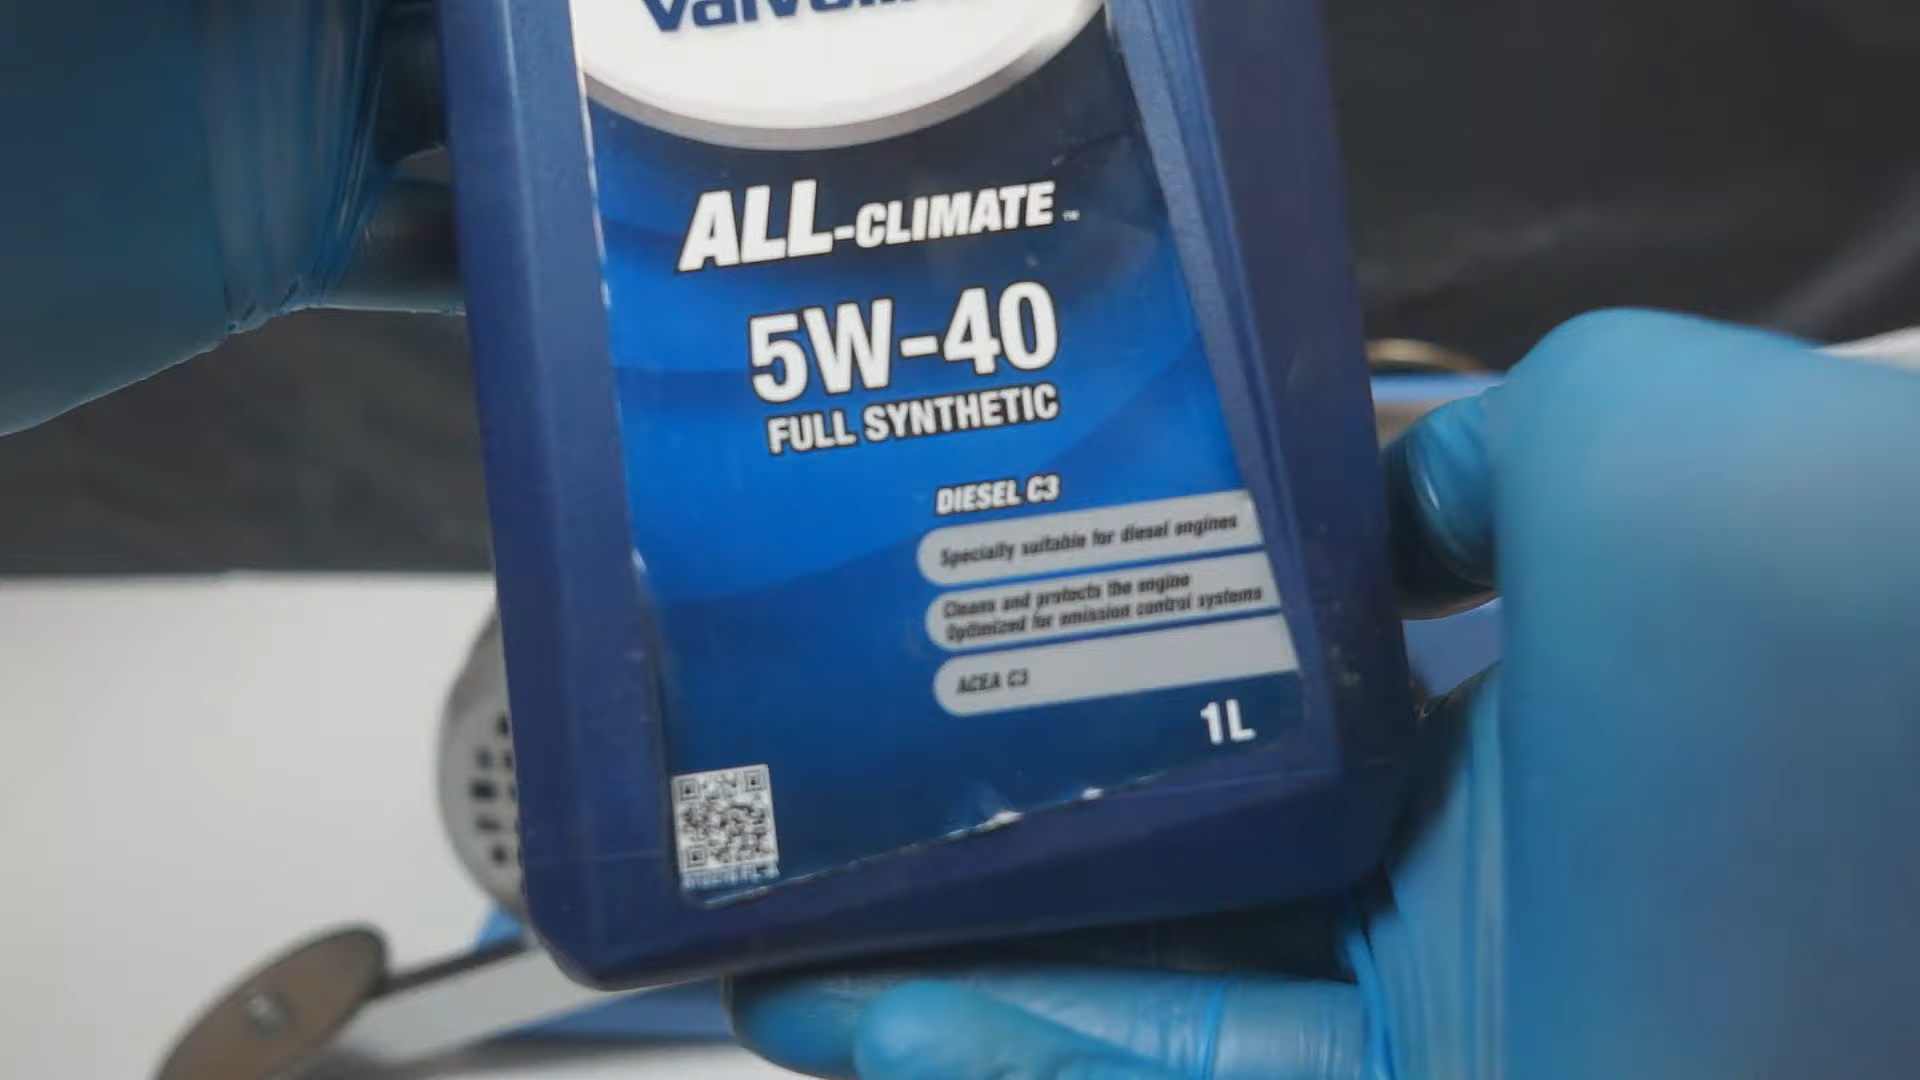 ALL-CLIMATE™
5W-40
FULL SYNTHETIC
DIESEL C3
Specially suitable for diesel engines
Cleans and protects the engine
Optimized for emission control systems
ACEA C3
1L